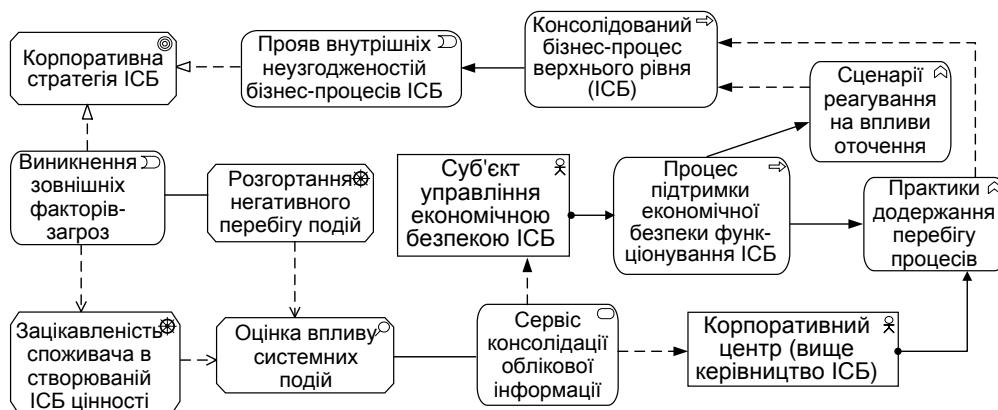 Корпоративна
стратегія ІСБ
Прояв внутрішніх
неузгодженостій
бізнес-процесів ІСБ
Консолідований
бізнес-процес
верхнього рівня
(ІСБ)
Сценарії
реагування
на впливи
оточення
Виникнення
зовнішніх
факторів-
загроз
Розгортання
негативного
перебігу подій
Суб'єкт
управління
економічною
безпекою ІСБ
Процес
підтримки
економічної
безпеки функ-
ціонування ІСБ
Практики
додержання
перебігу
процесів
Зацікавленість
споживача в
створюваній
ІСБ цінності
Оцінка впливу
системних
подій
Сервіс
консолідації
облікової
інформації
Корпоративний
центр (вище
керівництво ІСБ)